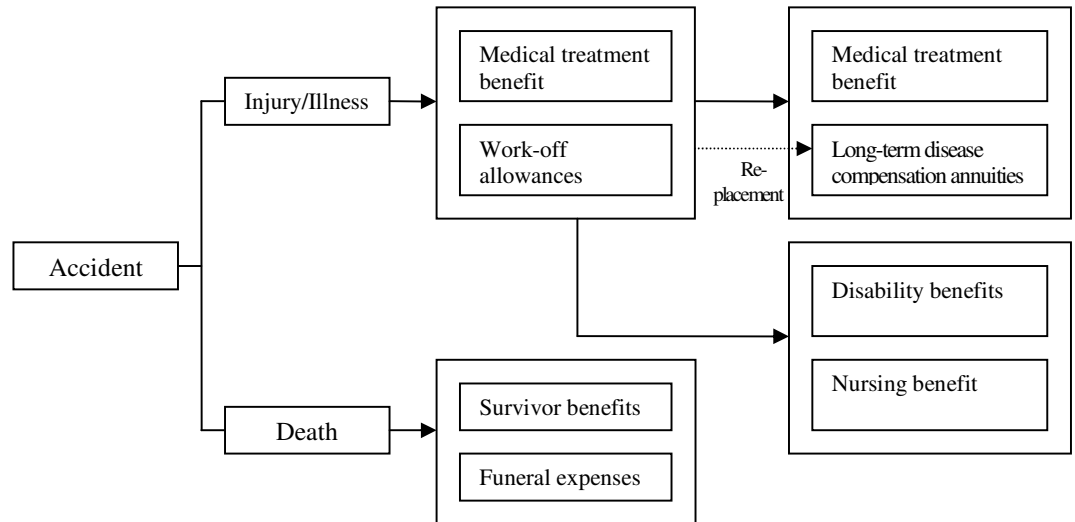 Accident
Injury/Illness
Medical treatment
benefit
Work-off
allowances
Re-
placement
Medical treatment
benefit
Long-term disease
compensation annuities
Disability benefits
Nursing benefit
Death
Survivor benefits
Funeral expenses